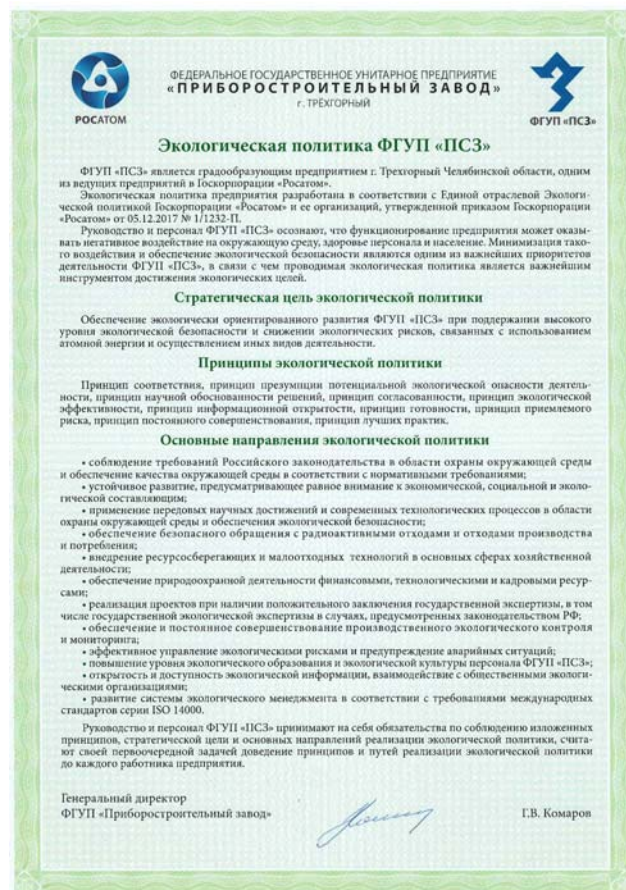 РОСАТОМ
ФЕДЕРАЛЬНОЕ ГОСУДАРСТВЕННОЕ УНИТАРНОЕ ПРЕДПРИЯТИЕ
«ПРИБОРОСТРОИТЕЛЬНЫЙ ЗАВОД»
г. ТРЁХГОРНЫЙ
ФГУП «ПСЗ»
Экологическая политика ФГУП «ПСЗ»
ФГУП «ПСЗ» является градообразующим предприятием г. Трехгорный Челябинской области, одним
из ведущих предприятий в Госкорпорации «Росатом».
Экологическая политика предприятия разработана в соответствии с Единой отраслевой Экологи-
ческой политикой Госкорпорации «Росатом» и ее организаций, утвержденной приказом Госкорпорации
«Росатом» от 05.12.2017 № 1/1232-П.
Руководство и персонал ФГУП «ПСЗ» осознают, что функционирование предприятия может оказы-
вать негативное воздействие на окружающую среду, здоровье персонала и население. Минимизация тако-
го воздействия и обеспечение экологической безопасности являются одним из важнейших приоритетов
деятельности ФГУП «ПСЗ», в связи с чем проводимая экологическая политика является важнейшим
инструментом достижения экологических целей.
Стратегическая цель экологической политики
Обеспечение экологически ориентированного развития ФГУП «ПСЗ» при поддержании высокого
уровня экологической безопасности и снижении экологических рисков, связанных с использованием
атомной энергии и осуществлением иных видов деятельности.
Принципы экологической политики
Принцип соответствия, принцип презумпции потенциальной экологической опасности деятель-
ности, принцип научной обоснованности решений, принцип согласованности, принцип экологической
эффективности, принцип информационной открытости, принцип готовности, принцип приемлемого
риска, принцип постоянного совершенствования, принцип лучших практик.
Основные направления экологической политики
• соблюдение требований Российского законодательства в области охраны окружающей среды
и обеспечение качества окружающей среды в соответствии с нормативными требованиями;
• устойчивое развитие, предусматривающее равное внимание к экономической, социальной и эколо-
гической составляющим;
• применение передовых научных достижений и современных технологических процессов в области
охраны окружающей среды и обеспечения экологической безопасности;
• обеспечение безопасного обращения с радиоактивными отходами и отходами производства
и потребления;
• внедрение ресурсосберегающих и малоотходных технологий в основных сферах хозяйственной
деятельности;
• обеспечение природоохранной деятельности финансовыми, технологическими и кадровыми ресур-
сами;
• реализация проектов при наличии положительного заключения государственной экспертизы, в том
числе государственной экологической экспертизы в случаях, предусмотренных законодательством РФ;
• обеспечение и постоянное совершенствование производственного экологического контроля
и мониторинга;
• эффективное управление экологическими рисками и предупреждение аварийных ситуаций;
• повышение уровня экологического образования и экологической культуры персонала ФГУП «ПСЗ»;
• открытость и доступность экологической информации, взаимодействие с общественными экологи-
ческими организациями;
• развитие системы экологического менеджмента в соответствии с требованиями международных
стандартов серии ISO 14000.
Руководство и персонал ФГУП «ПСЗ» принимают на себя обязательства по соблюдению изложенных
принципов, стратегической цели и основных направлений реализации экологической политики, счита-
ют своей первоочередной задачей доведение принципов и путей реализации экологической политики
до каждого работника предприятия.
Генеральный директор
ФГУП «Приборостроительный завод»
Г.В. Комаров